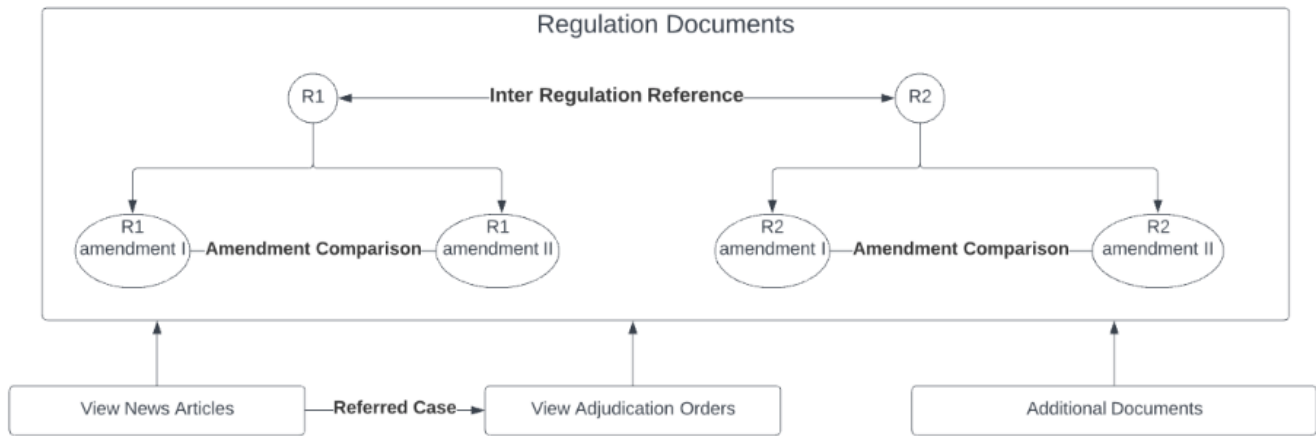 Regulation Documents
R1
Inter Regulation Reference
R2
R1
amendment I
Amendment Comparison
R1
amendment II
R2
amendment I
Amendment Comparison
R2
amendment II
View News Articles
Referred Case
View Adjudication Orders
Additional Documents